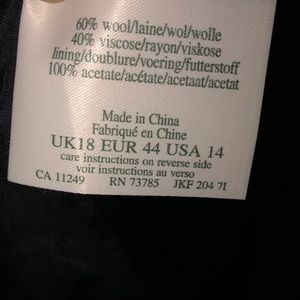 60% wool/laine/wol/wolle
40% viscose/rayon/viskose
lining/doublure/voering/futterstoff
100% acetate/acétate/acetaat/acetat
Made in China
Fabriqué en Chine
UK18 EUR 44 USA 14
care instructions on reverse side
voir instructions au verso
CA 11249 RN 73785 JKF 204 71